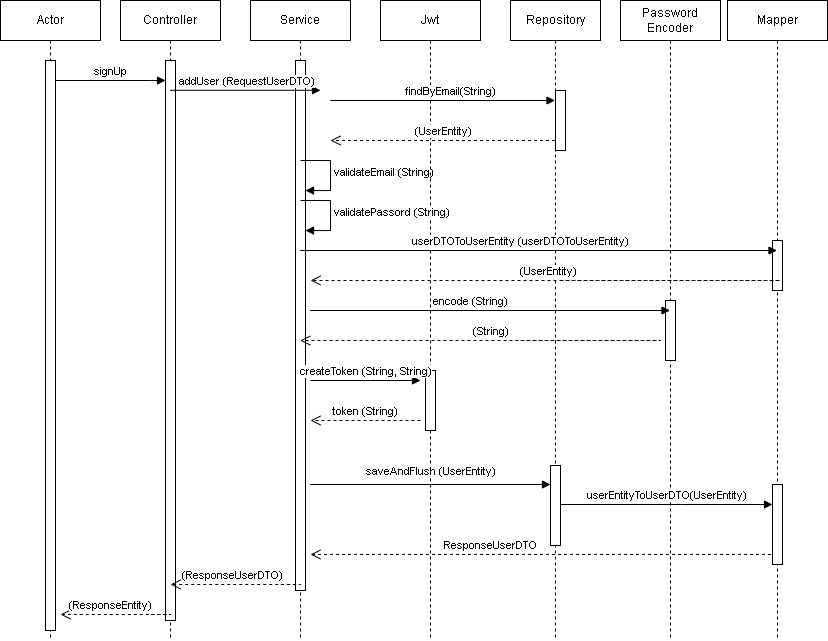 Actor
Controller
Service
Jwt
Repository
Password
Encoder
Mapper
signUp
addUser (RequestUserDTO)
findByEmail(String)
(UserEntity)
validateEmail (String)
validatePassord (String)
userDTOToUserEntity (userDTOToUserEntity)
(UserEntity)
encode (String)
(String)
createToken (String, String)
token (String)
saveAndFlush (UserEntity)
userEntityToUserDTO(UserEntity)
ResponseUserDTO
(ResponseUserDTO)
(ResponseEntity)